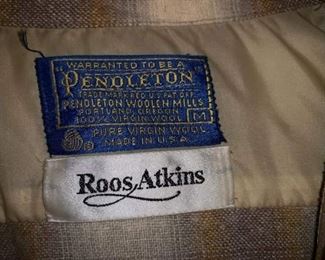 WARRANTED TO BE A
PENDLETON
TRADE MARK REG. U.S. PAT. OFF.
PENDLETON WOOLEN MILLS
PORTLAND, OREGON
100% VIRGIN WOOL M
PURE VIRGIN WOOL
MADE IN U.S.A.
Roos Atkins